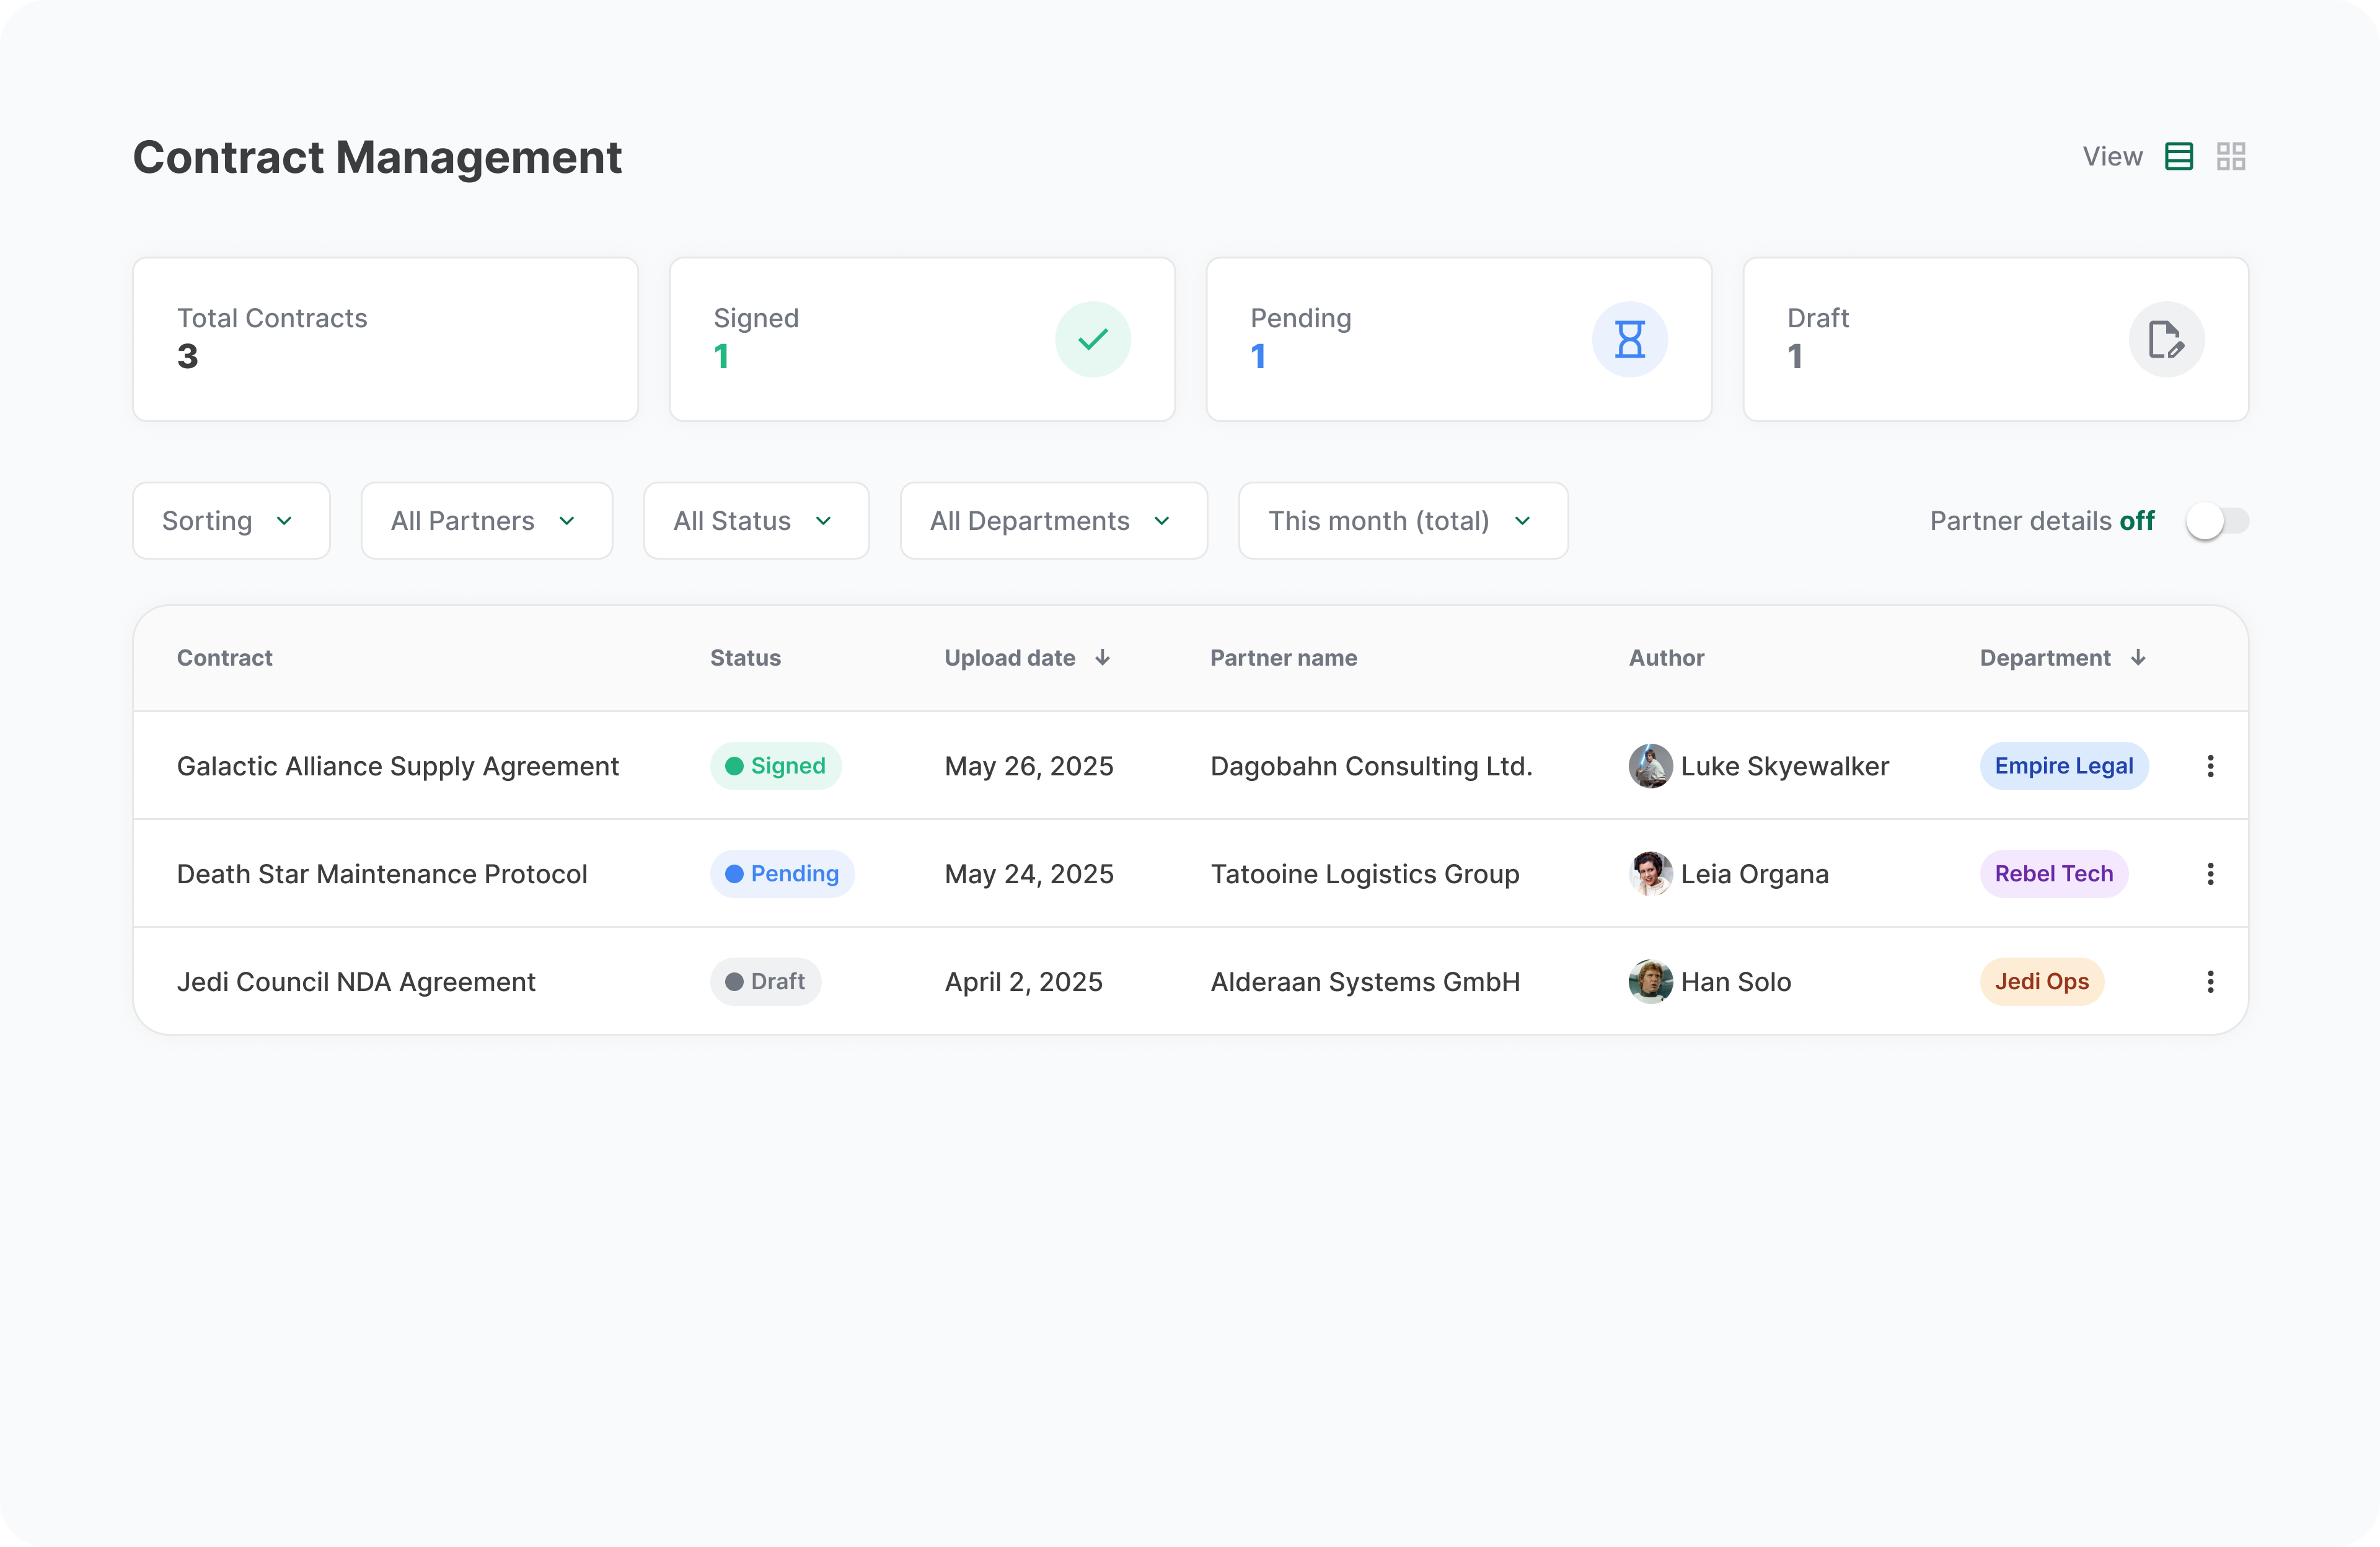 Contract Management
View
Total Contracts
3
Signed
1
Pending
1
Draft
1
Sorting
All Partners
All Status
All Departments
This month (total)
Partner details off
Contract Status Upload date Partner name Author Department
Galactic Alliance Supply Agreement Signed May 26, 2025 Dagobahn Consulting Ltd. Luke Skyewalker Empire Legal
Death Star Maintenance Protocol Pending May 24, 2025 Tatooine Logistics Group Leia Organa Rebel Tech
Jedi Council NDA Agreement Draft April 2, 2025 Alderaan Systems GmbH Han Solo Jedi Ops